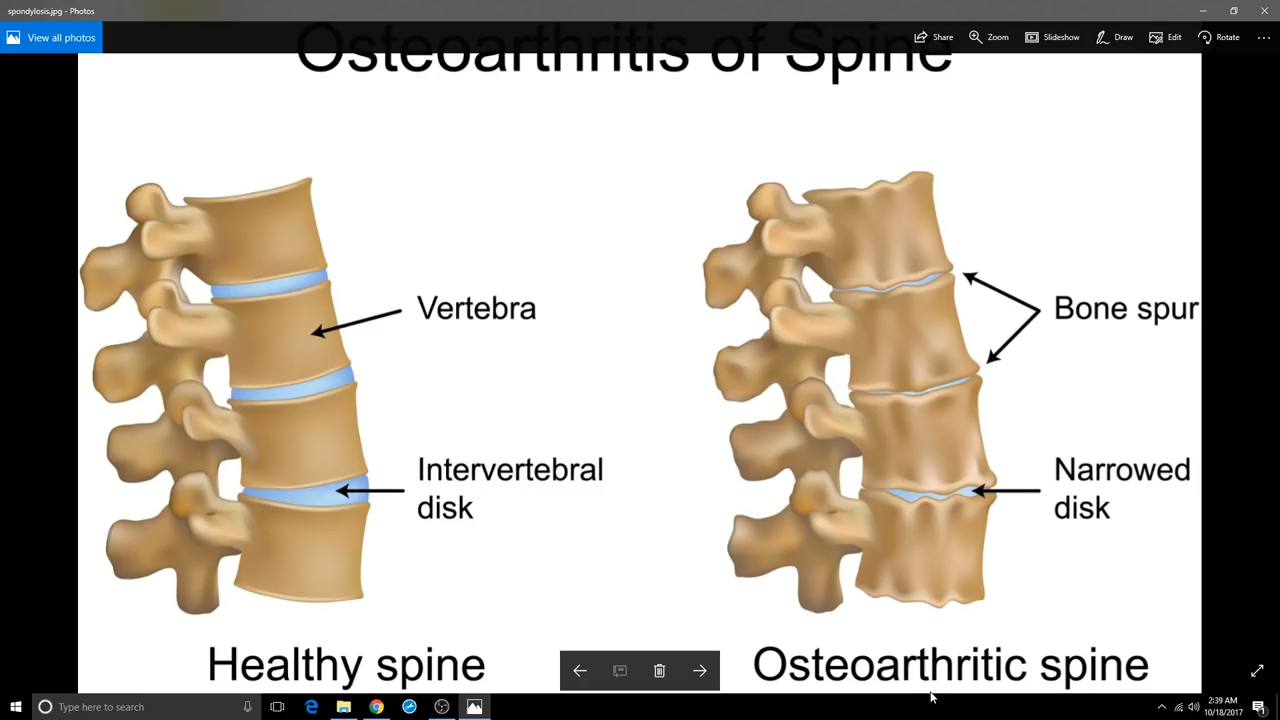 spondylosis.jpg - Photos
View all photos
Share
Zoom
Slideshow
Draw
Edit
Rotate
Osteoarthritis of Spine
Vertebra
Bone spur
Intervertebral
disk
Narrowed
disk
Healthy spine
Osteoarthritic spine
Type here to search
2:39 AM
10/18/2017
1